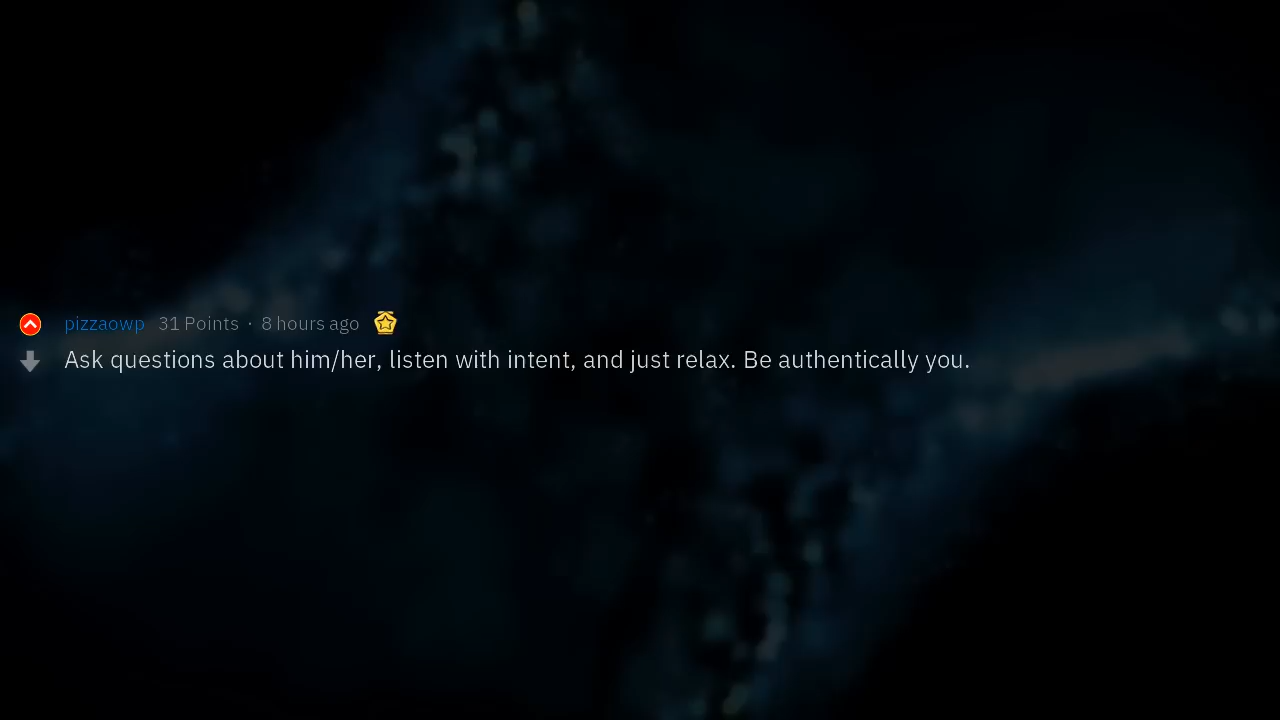 pizzaowp 31 Points · 8 hours ago
Ask questions about him/her, listen with intent, and just relax. Be authentically you.